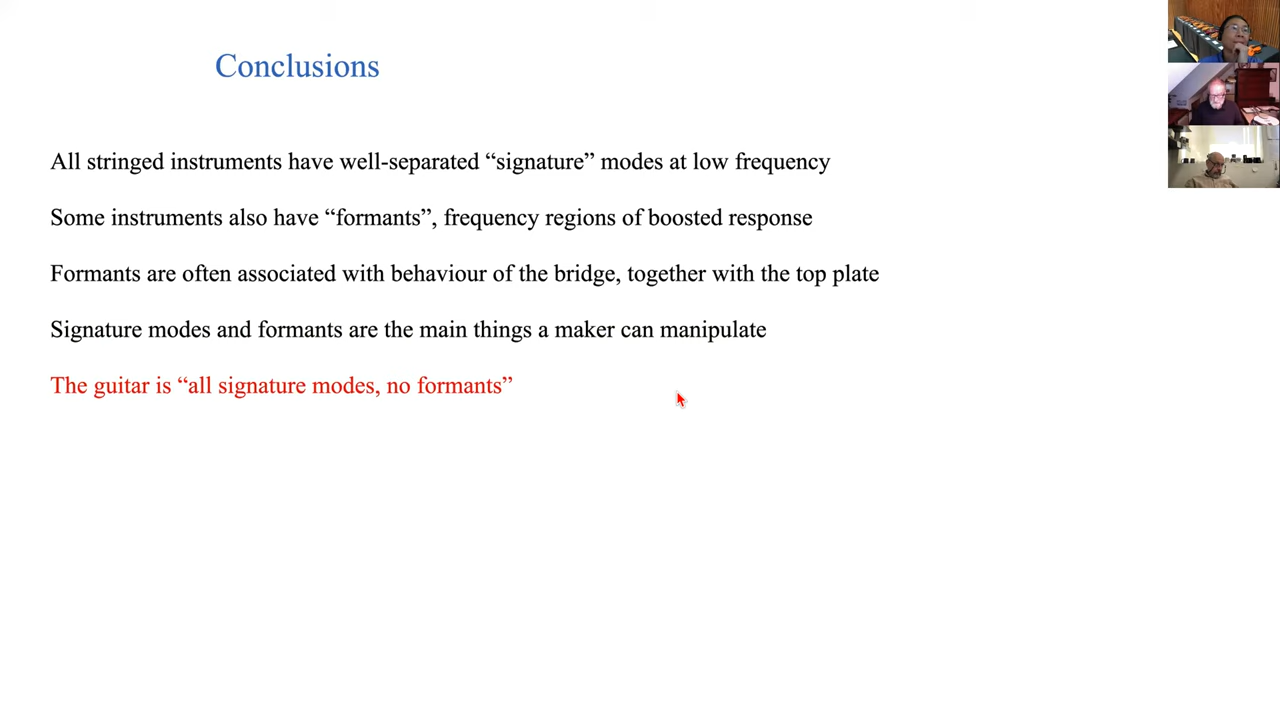 Conclusions
All stringed instruments have well-separated “signature” modes at low frequency
Some instruments also have “formants”, frequency regions of boosted response
Formants are often associated with behaviour of the bridge, together with the top plate
Signature modes and formants are the main things a maker can manipulate
The guitar is “all signature modes, no formants”